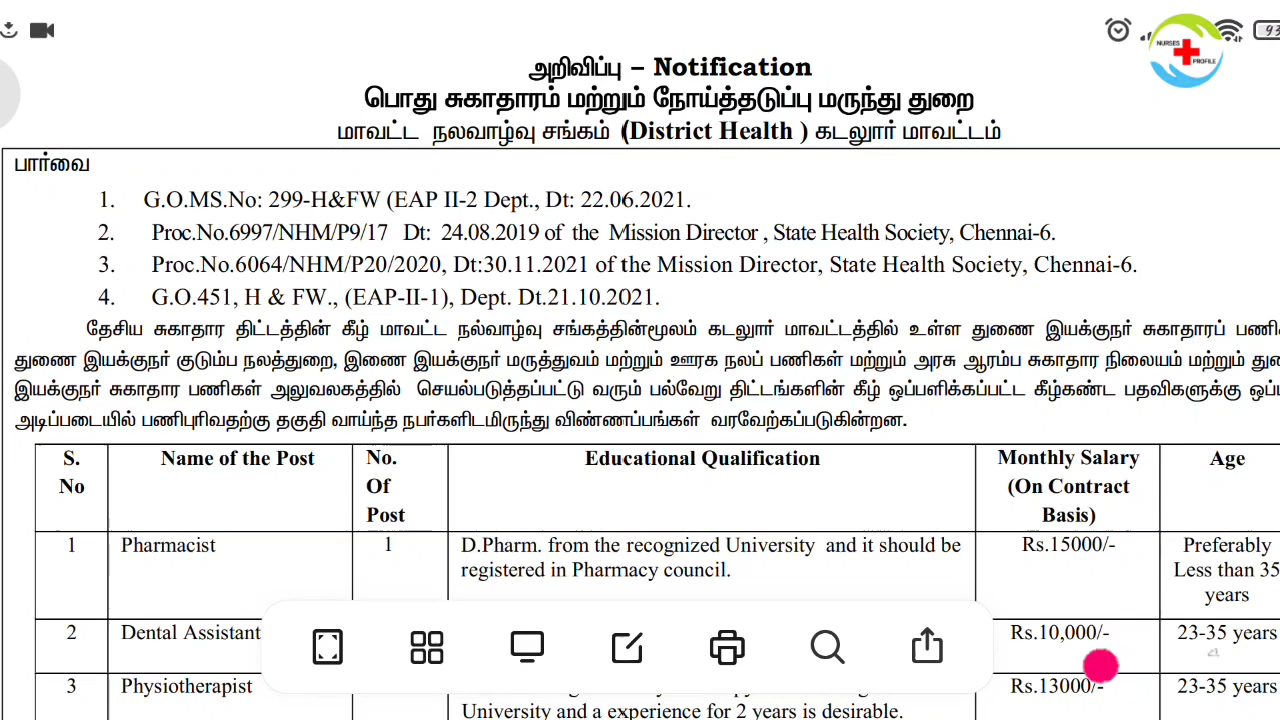 93
NURSES
PROFILE
அறிவிப்பு – Notification
பொது சுகாதாரம் மற்றும் நோய்த்தடுப்பு மருந்து துறை
மாவட்ட நலவாழ்வு சங்கம் (District Health ) கடலூர் மாவட்டம்
பார்வை
1. G.O.MS.No: 299-H&FW (EAP II-2 Dept., Dt: 22.06.2021.
2. Proc.No.6997/NHM/P9/17 Dt: 24.08.2019 of the Mission Director , State Health Society, Chennai-6.
3. Proc.No.6064/NHM/P20/2020, Dt:30.11.2021 of the Mission Director, State Health Society, Chennai-6.
4. G.O.451, H & FW., (EAP-II-1), Dept. Dt.21.10.2021.
தேசிய சுகாதார திட்டத்தின் கீழ் மாவட்ட நல்வாழ்வு சங்கத்தின்மூலம் கடலூர் மாவட்டத்தில் உள்ள துணை இயக்குநர் சுகாதாரப்
துணை இயக்குநர் குடும்ப நலத்துறை, இணை இயக்குநர் மருத்துவம் மற்றும் ஊரக நலப் பணிகள் மற்றும் அரசு ஆரம்ப சுகாதார நிலையம் மற்றும்
இயக்குநர் சுகாதார பணிகள் அலுவலகத்தில் செயல்படுத்தப்பட்டு வரும் பல்வேறு திட்டங்களின் கீழ் ஒப்பளிக்கப்பட்ட கீழ்கண்ட பதவிகளுக்கு
அடிப்படையில் பணிபுரிவதற்கு தகுதி வாய்ந்த நபர்களிடமிருந்து விண்ணப்பங்கள் வரவேற்கப்படுகின்றன.
S. No Name of the Post No. Of Post Educational Qualification Monthly Salary (On Contract Basis) Age
1 Pharmacist 1 D.Pharm. from the recognized University and it should be Rs.15000/- Preferably
registered in Pharmacy council. Less than 35
years
2 Dental Assistant Rs.10,000/- 23-35 years
3 Physiotherapist Rs.13000/- 23-35 years
University and a experience for 2 years is desirable.